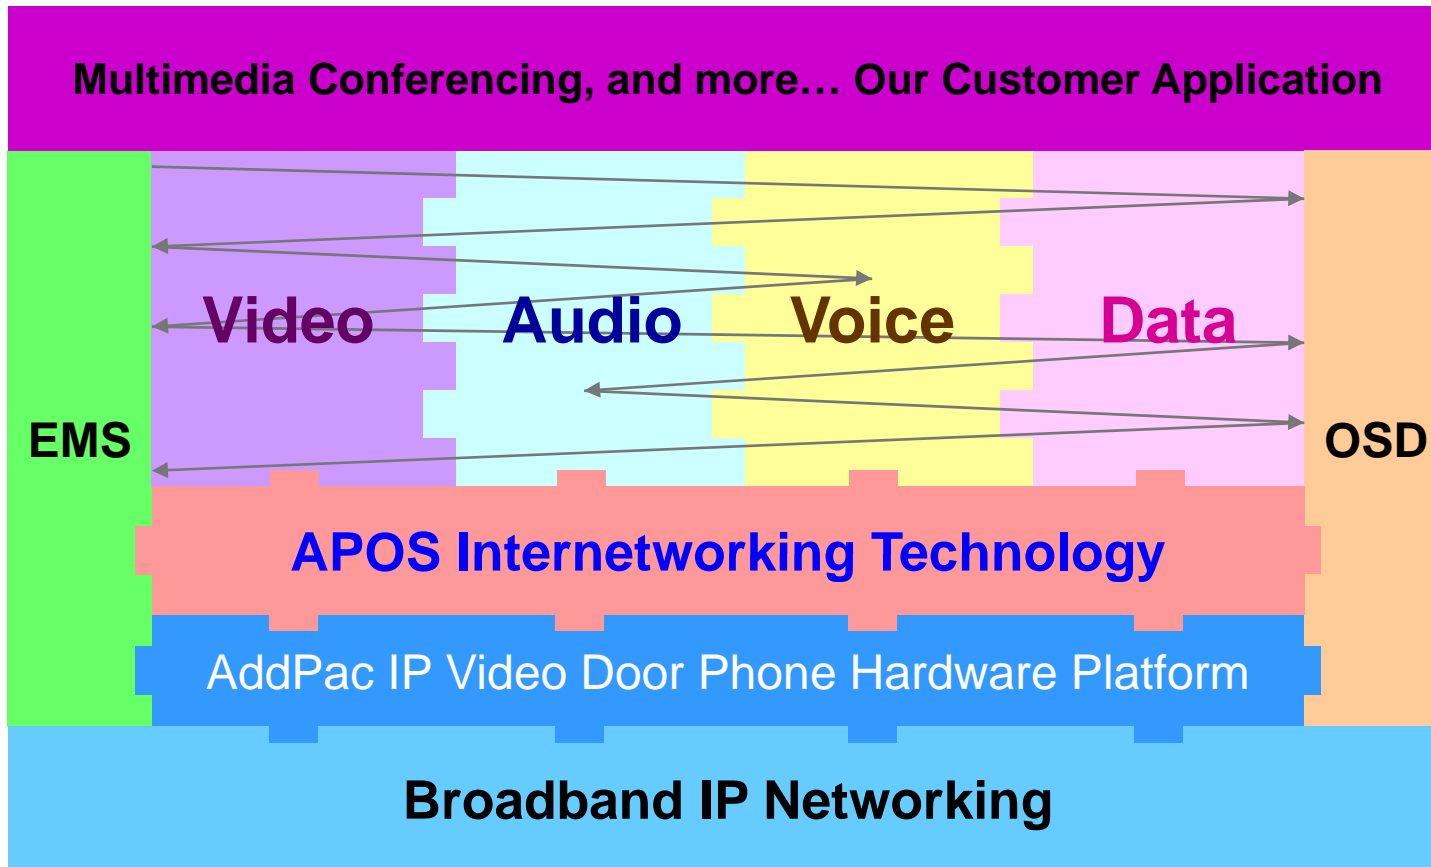 Multimedia Conferencing, and more… Our Customer Application
Video
Audio
Voice
Data
EMS
OSD
APOS Internetworking Technology
AddPac IP Video Door Phone Hardware Platform
Broadband IP Networking